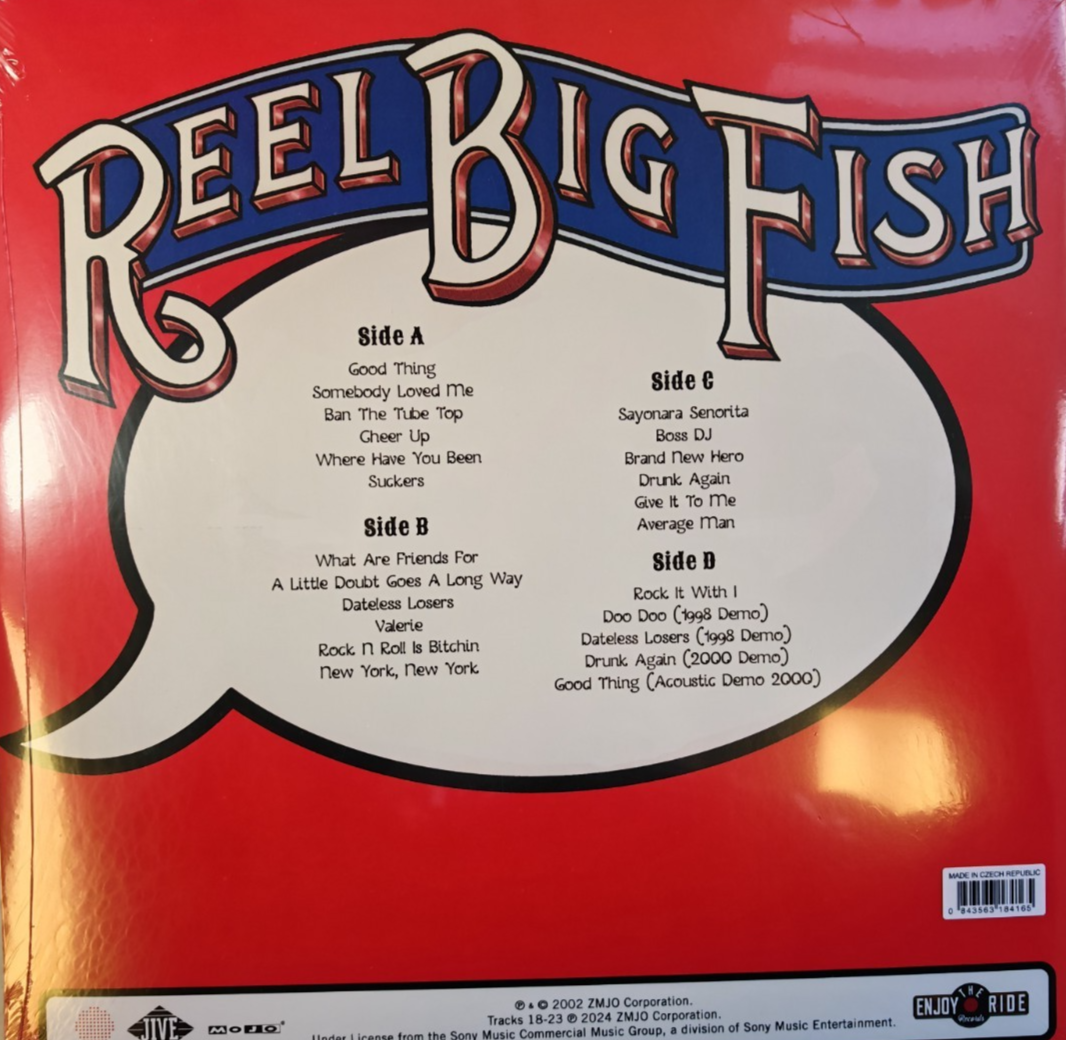 REEL BIG FISH
Side A
Good Thing
Somebody Loved Me
Ban The Tube Top
Cheer Up
Where Have You Been
Suckers
Side B
What Are Friends For
A Little Doubt Goes A Long Way
Dateless Losers
Valerie
Rock N Roll Is Bitchin
New York, New York
Side C
Sayonara Senorita
Boss DJ
Brand New Hero
Drunk Again
Give It To Me
Average Man
Side D
Rock It With I
Doo Doo (1998 Demo)
Dateless Losers (1998 Demo)
Drunk Again (2000 Demo)
Good Thing (Acoustic Demo 2000)
MADE IN CZECH REPUBLIC
0 843563 184165
JIVE
MOJO
℗ & © 2002 ZMJO Corporation.
Tracks 18-23 ℗ 2024 ZMJO Corporation.
Under License from the Sony Music Commercial Music Group, a division of Sony Music Entertainment.
ENJOY THE RIDE
Records